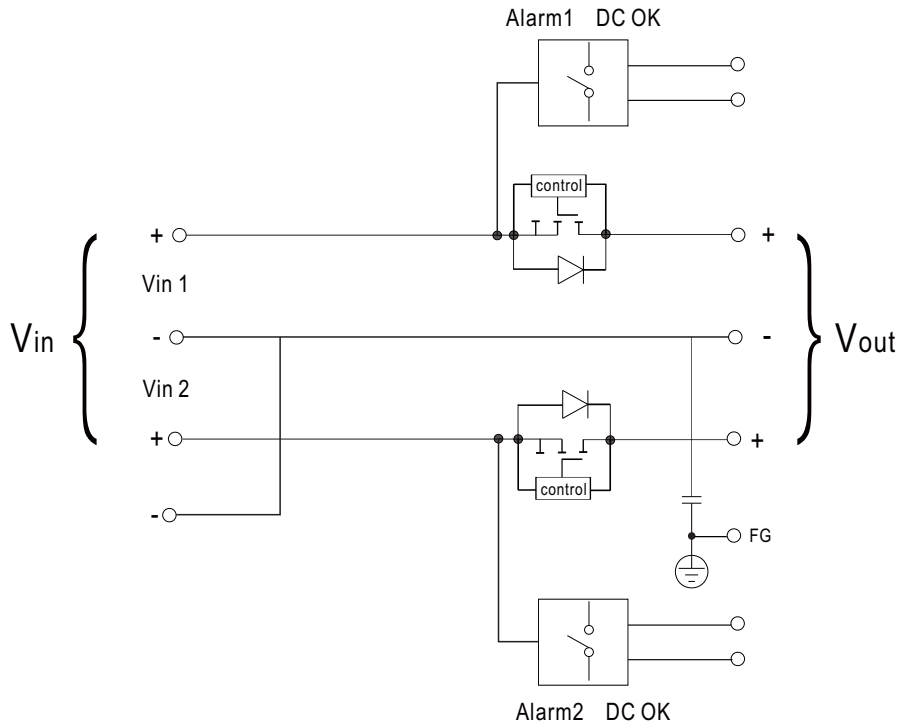 Alarm1 DC OK
control
+ +
Vin 1
Vin - - Vout
Vin 2
+ +
control
-
FG
Alarm2 DC OK